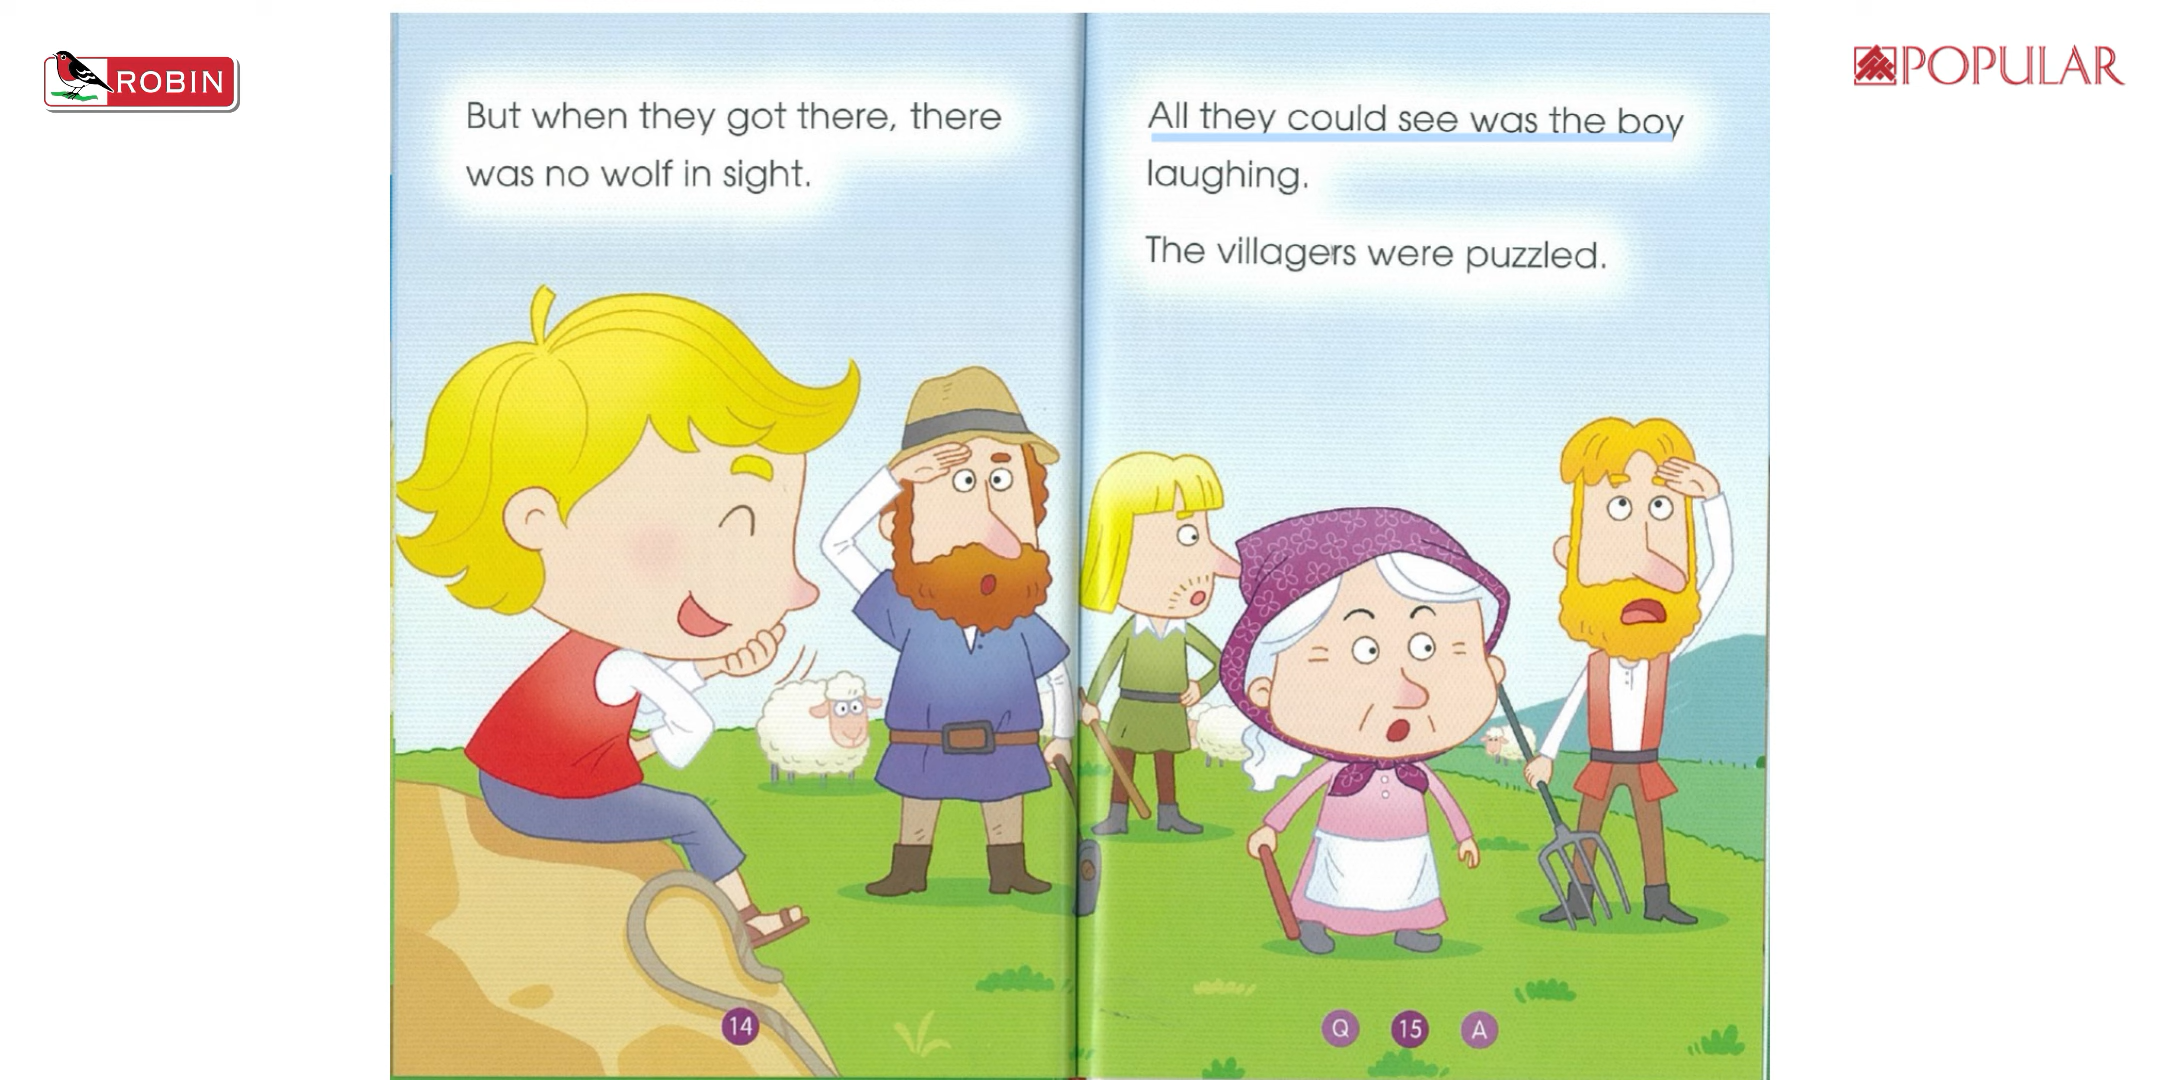 ROBIN
POPULAR
But when they got there, there
was no wolf in sight.
All they could see was the boy
laughing.
The villagers were puzzled.
14
Q 15 A